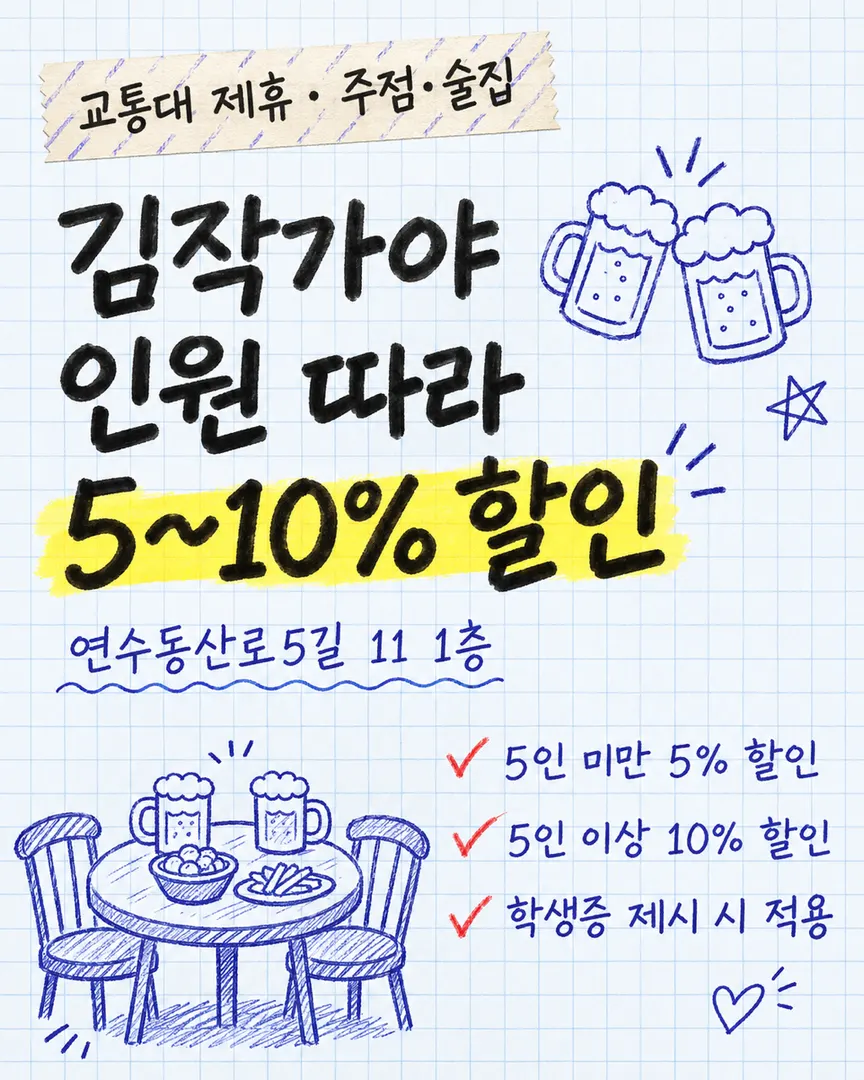 교통대 제휴 · 주점·술집
김작가야
인원 따라
5~10% 할인
연수동산로5길 11 1층
5인 미만 5% 할인
5인 이상 10% 할인
학생증 제시 시 적용